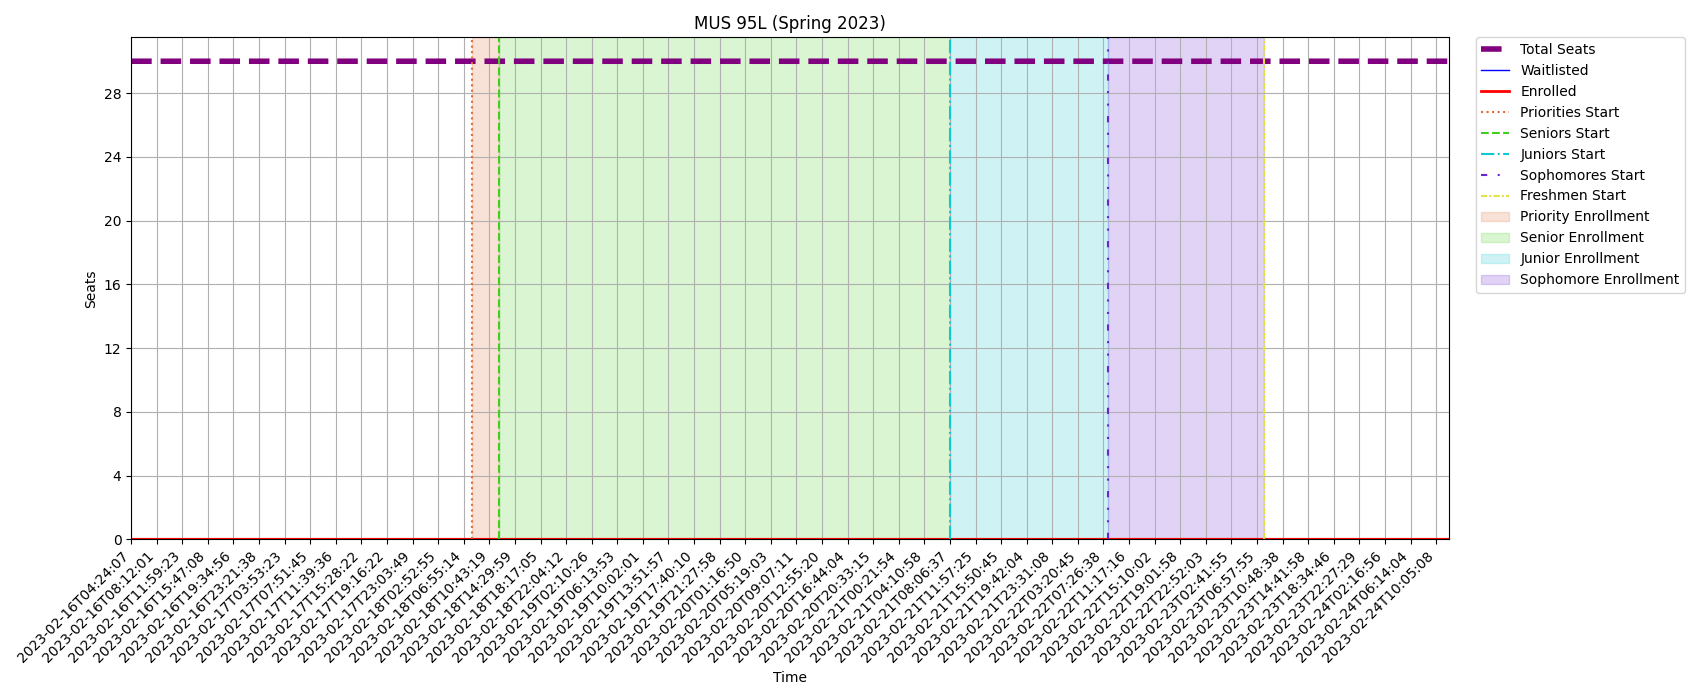 MUS 95L (Spring 2023)
Total Seats
Waitlisted
Enrolled
Priorities Start
Seniors Start
Juniors Start
Sophomores Start
Freshmen Start
Priority Enrollment
Senior Enrollment
Junior Enrollment
Sophomore Enrollment
Seats
28
24
20
16
12
8
4
0
2023-02-16T04:24:07
2023-02-16T08:12:01
2023-02-16T11:59:23
2023-02-16T15:47:08
2023-02-16T19:34:56
2023-02-16T23:21:38
2023-02-17T03:53:23
2023-02-17T07:51:45
2023-02-17T11:39:36
2023-02-17T15:28:22
2023-02-17T19:16:22
2023-02-17T23:03:49
2023-02-18T02:52:55
2023-02-18T06:55:14
2023-02-18T10:43:19
2023-02-18T14:29:59
2023-02-18T18:17:05
2023-02-18T22:04:12
2023-02-19T02:10:26
2023-02-19T06:13:53
2023-02-19T10:02:01
2023-02-19T13:51:57
2023-02-19T17:40:10
2023-02-19T21:27:58
2023-02-20T01:16:50
2023-02-20T05:19:03
2023-02-20T09:07:11
2023-02-20T12:55:20
2023-02-20T16:44:04
2023-02-20T20:33:15
2023-02-21T00:21:54
2023-02-21T04:10:58
2023-02-21T08:06:37
2023-02-21T11:57:25
2023-02-21T15:50:45
2023-02-21T19:42:04
2023-02-21T23:31:08
2023-02-22T03:20:45
2023-02-22T07:26:38
2023-02-22T11:17:16
2023-02-22T15:10:02
2023-02-22T19:01:58
2023-02-22T22:52:03
2023-02-23T02:41:55
2023-02-23T06:57:55
2023-02-23T10:48:38
2023-02-23T14:41:58
2023-02-23T18:34:46
2023-02-23T22:27:29
2023-02-24T02:16:56
2023-02-24T06:14:04
2023-02-24T10:05:08
Time